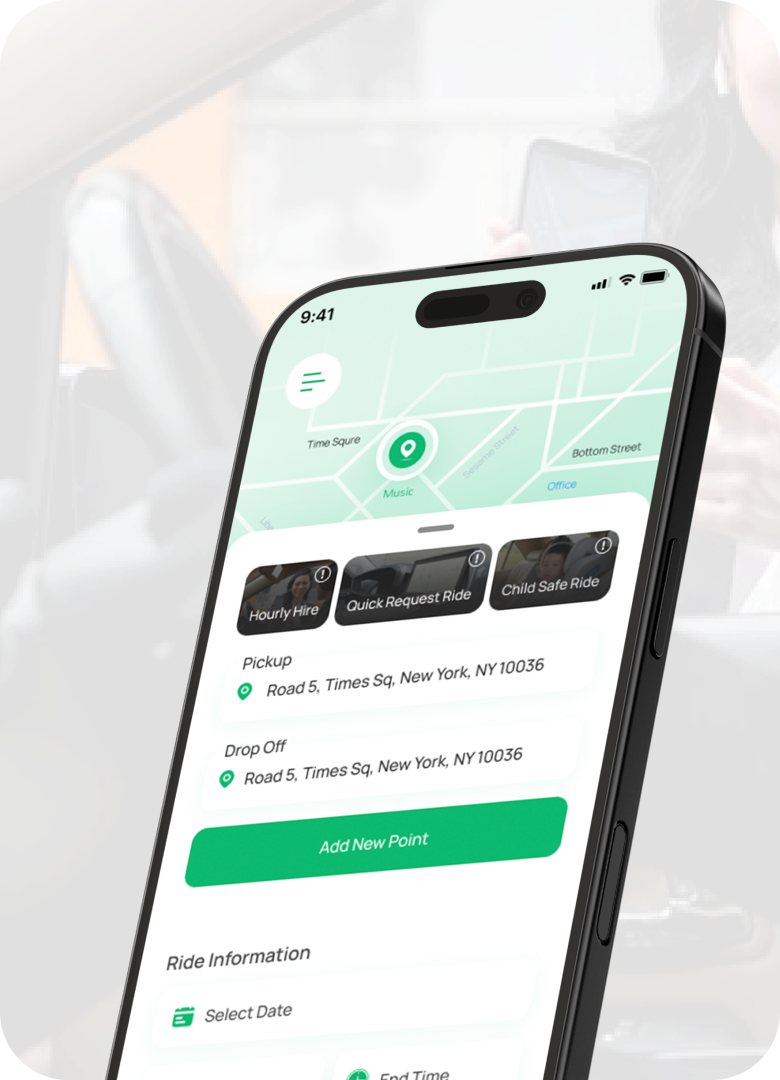 9:41
Time Squre
Sesame Street
Bottom Street
Music
Office
Hourly Hire
Quick Request Ride
Child Safe Ride
Pickup
Road 5, Times Sq, New York, NY 10036
Drop Off
Road 5, Times Sq, New York, NY 10036
Add New Point
Ride Information
Select Date
End Time